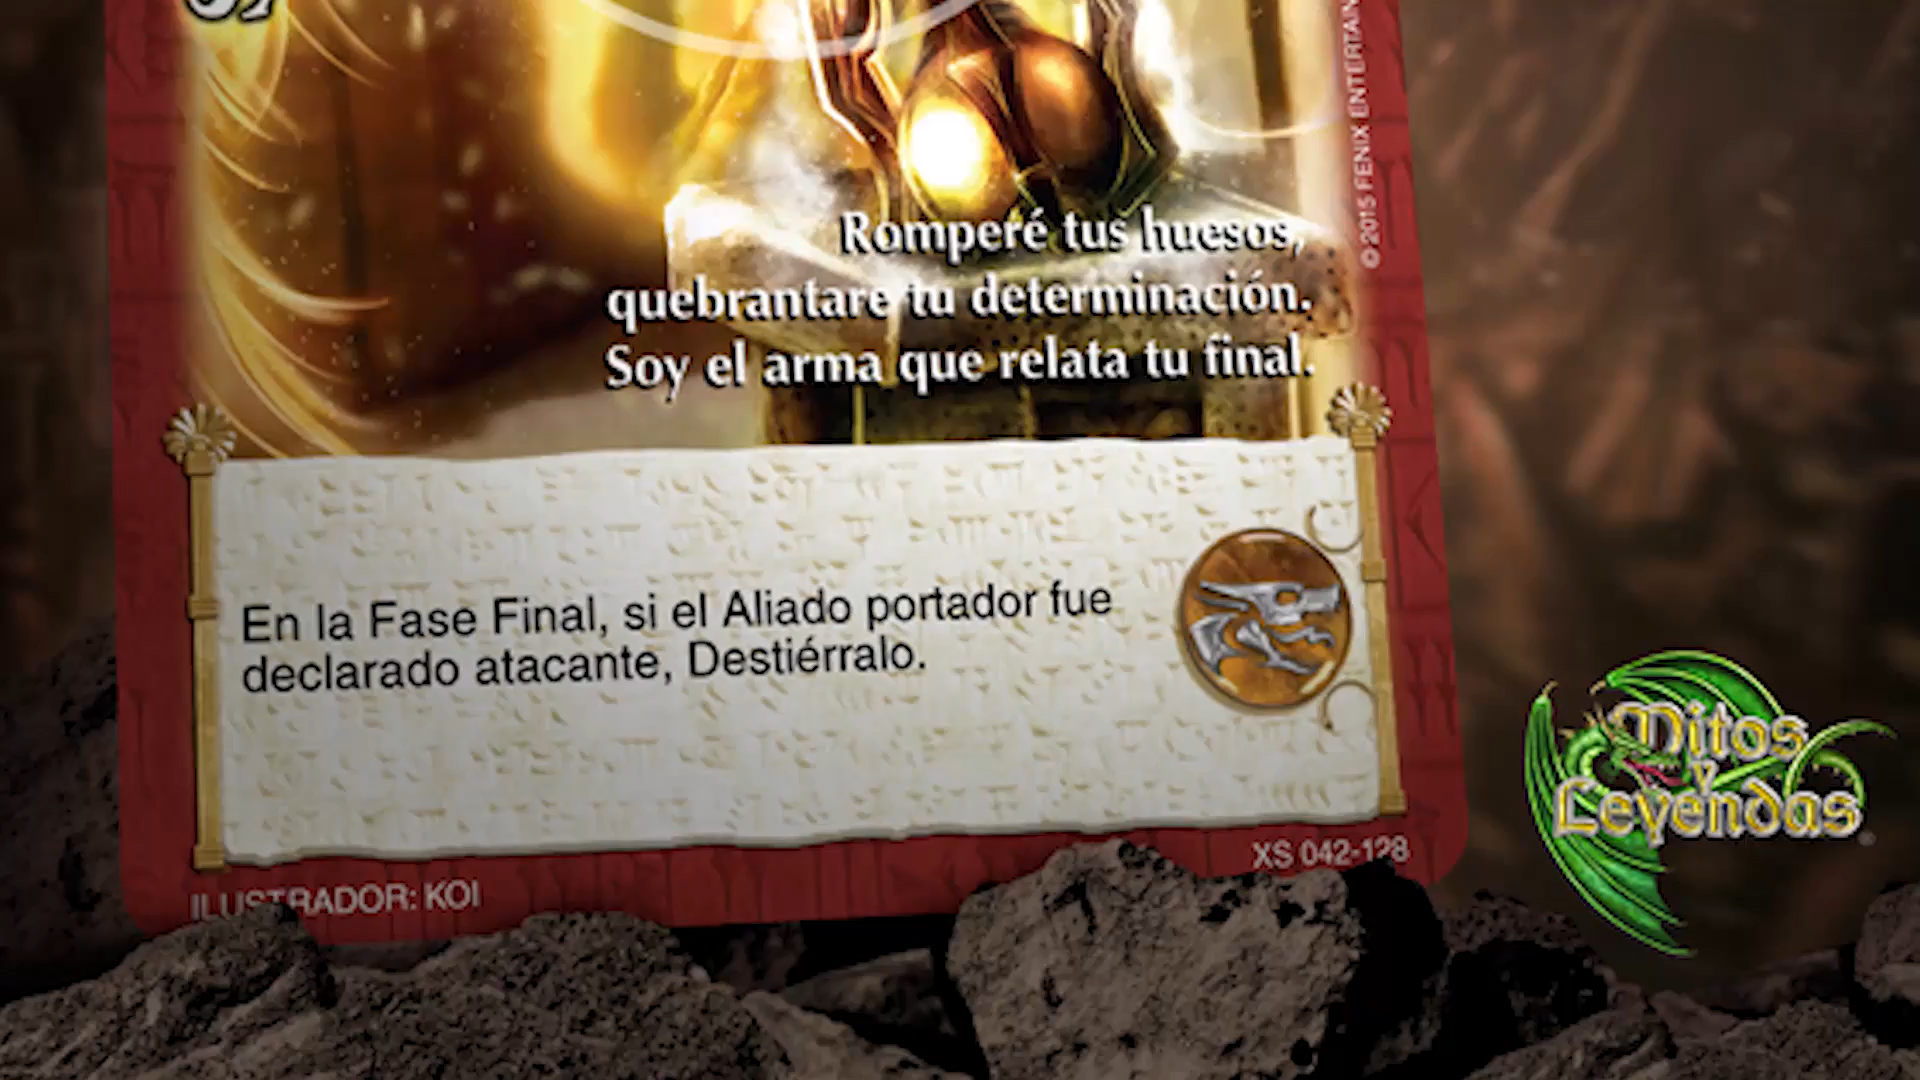 © 2015 FENIX
Romperé tus huesos,
quebrantare tu determinación.
Soy el arma que relata tu final.
En la Fase Final, si el Aliado portador fue
declarado atacante, Destiérralo.
Mitos
y
Leyendas
XS 042-128
ILUSTRADOR: KOI